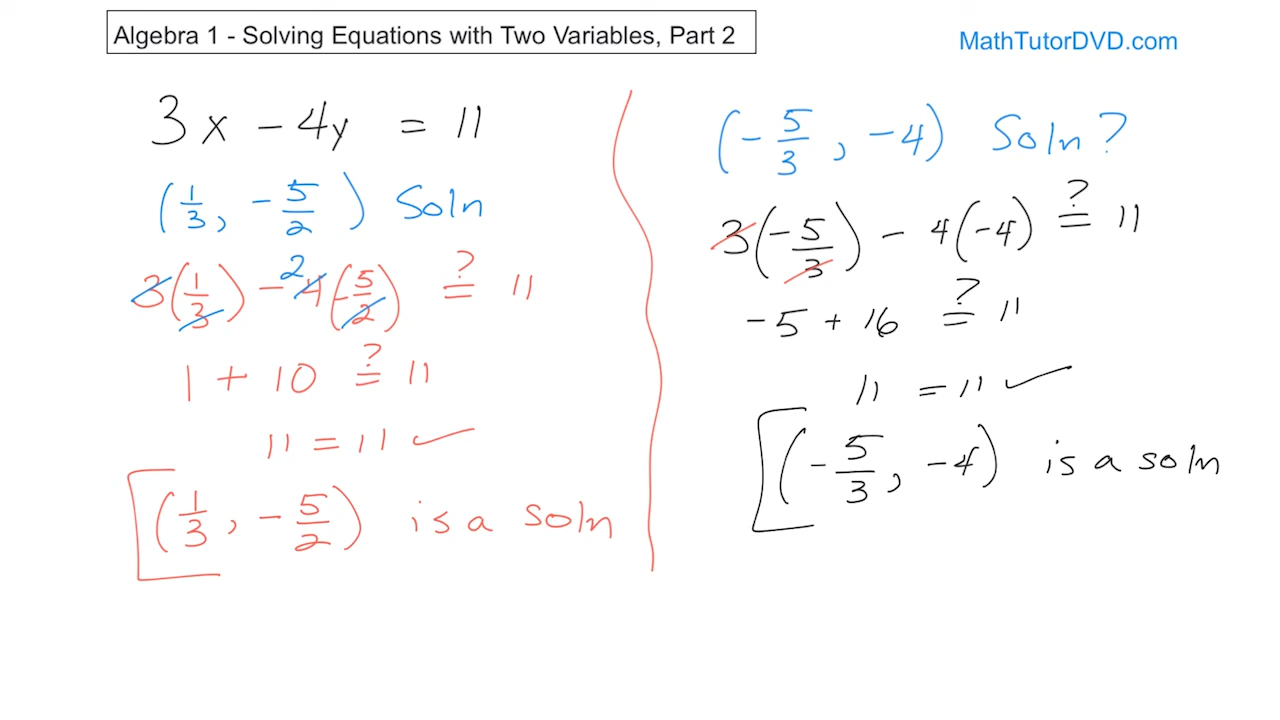 Algebra 1 - Solving Equations with Two Variables, Part 2
MathTutorDVD.com
3x - 4y = 11
(1/3, -5/2) Soln
3(1/3) - 2 4(-5/2) ?= 11
1 + 10 ?= 11
11 = 11 ✓
(1/3, -5/2) is a soln
(-5/3, -4) Soln?
3(-5/3) - 4(-4) ?= 11
-5 + 16 ?= 11
11 = 11 ✓
(-5/3, -4) is a soln